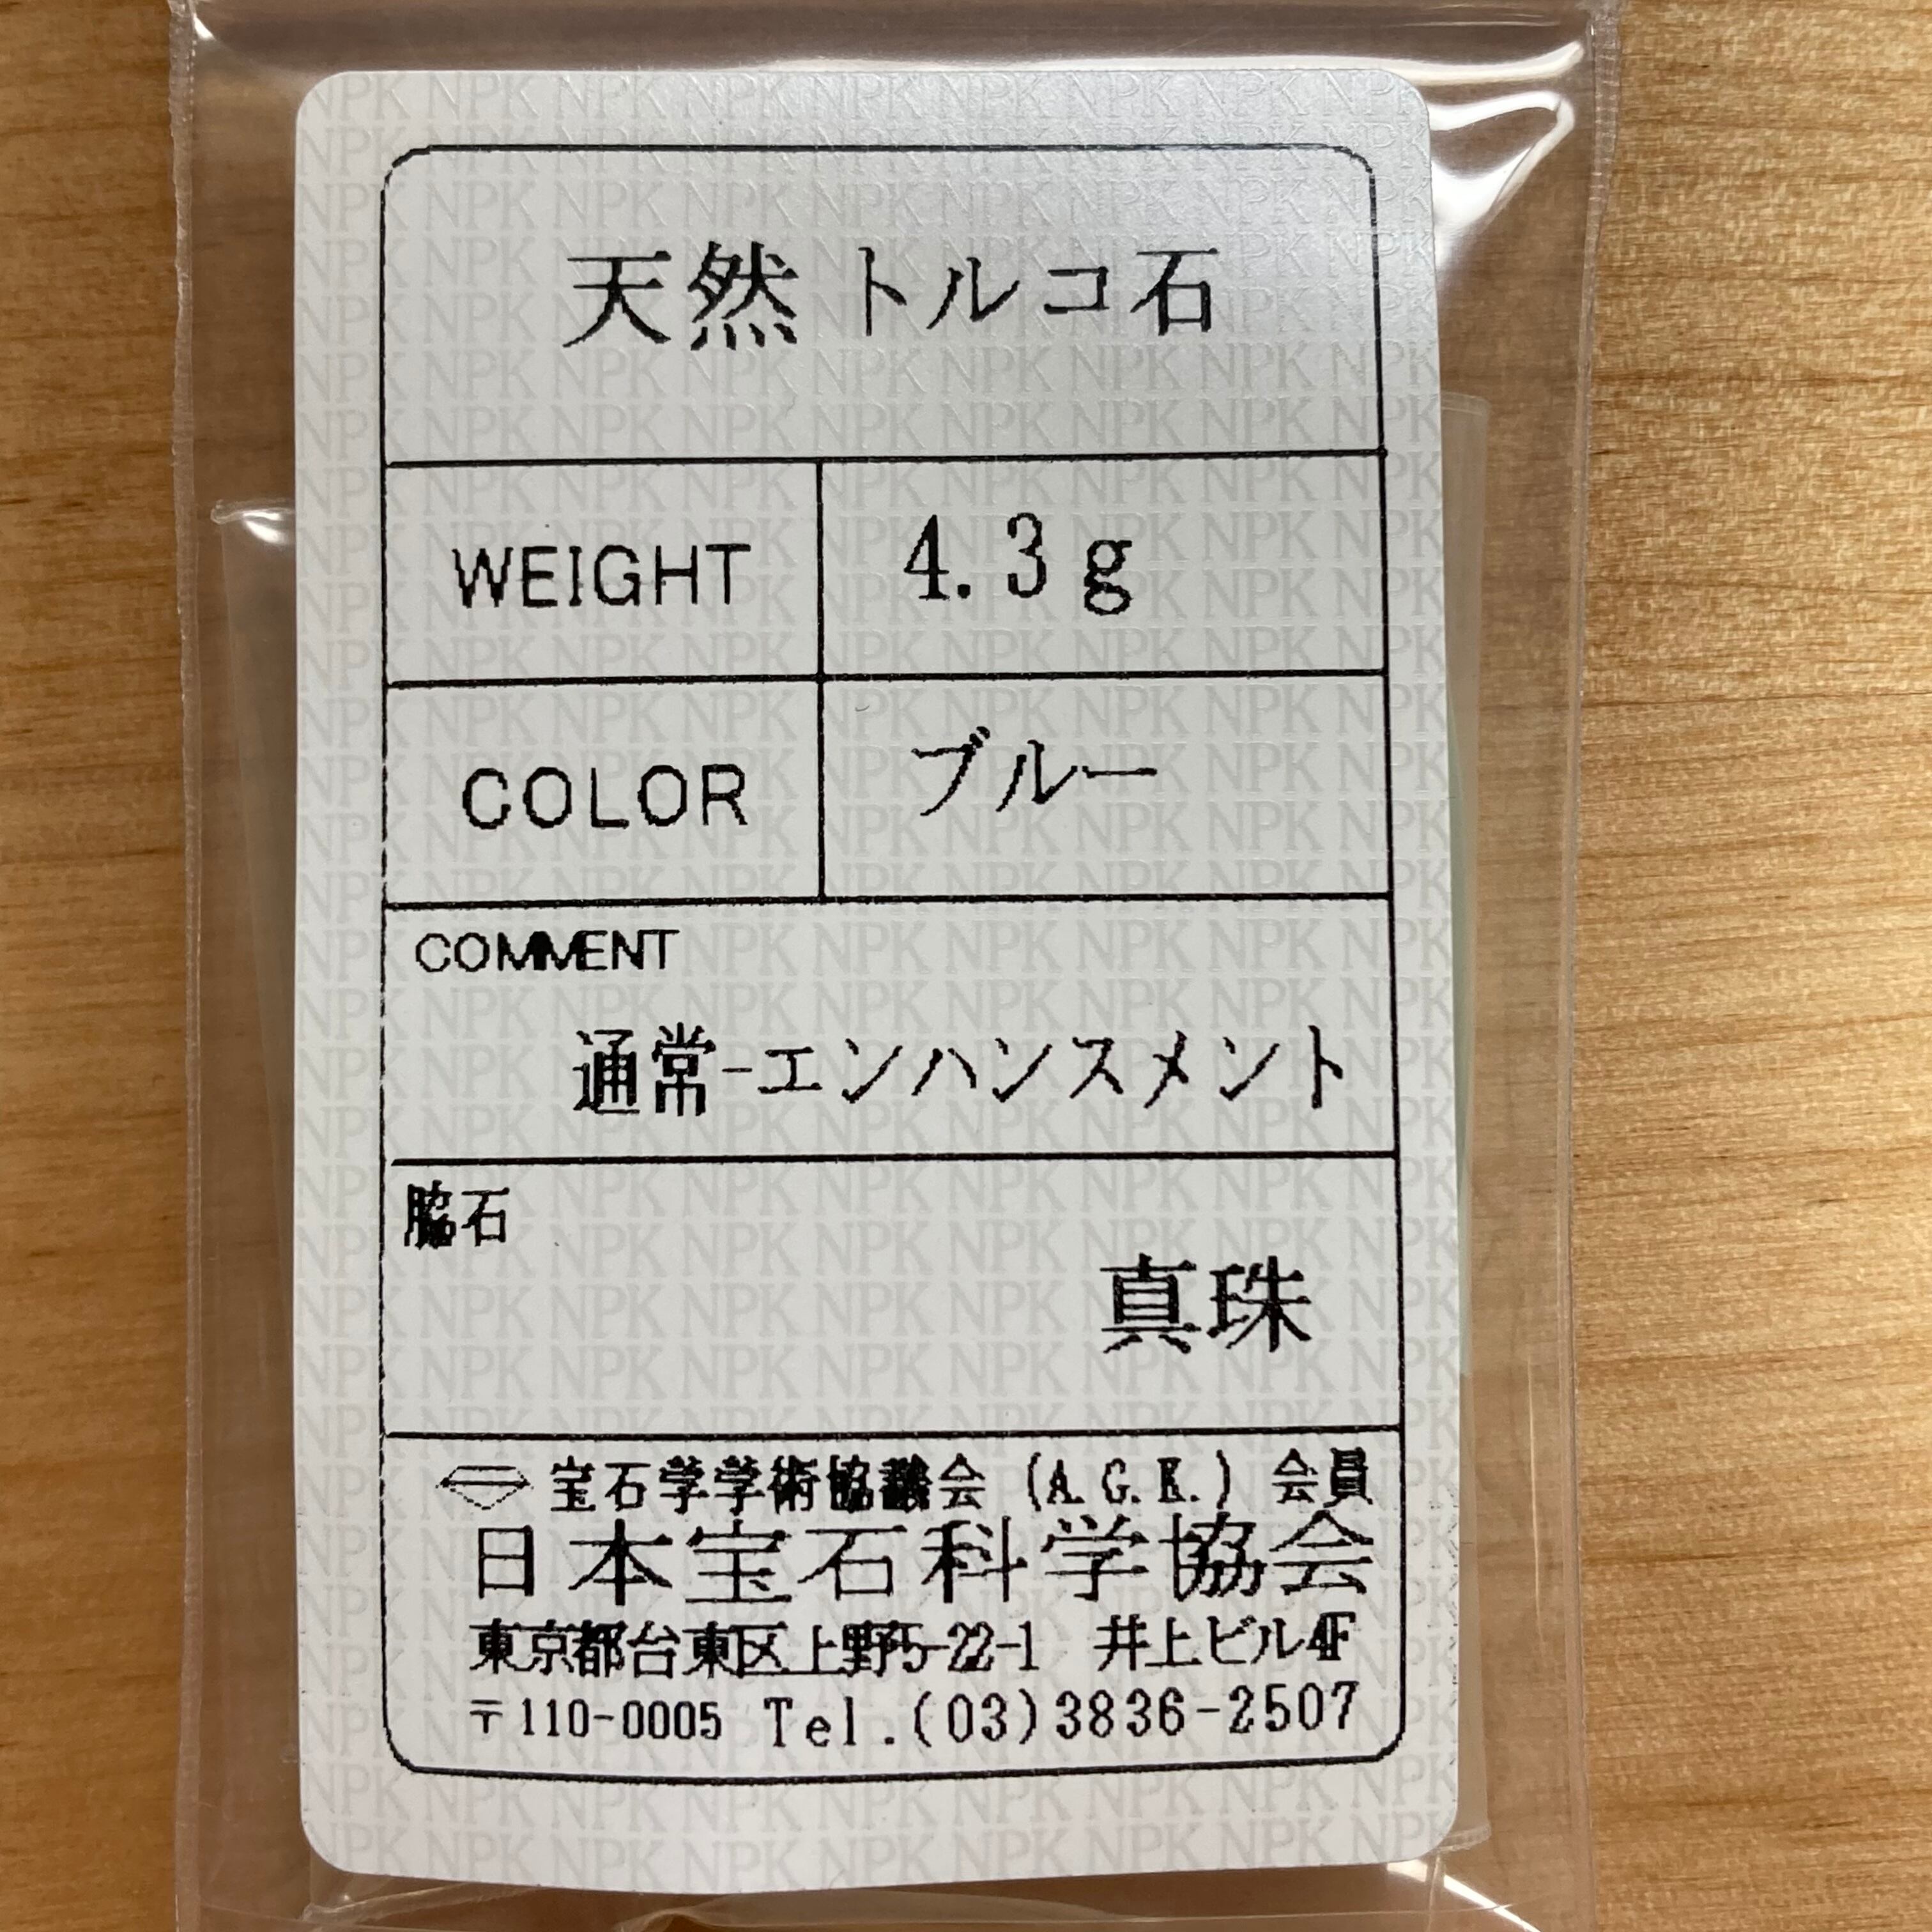 天然 トルコ石
WEIGHT 4.3g
COLOR ブルー
COMMENT
通常-エンハンスメント
脇石
真珠
宝石学学術協議会 (A.G.K.) 会員
日本宝石科学協会
東京都台東区上野5-22-1 井上ビル4F
〒110-0005 Tel.(03)3836-2507